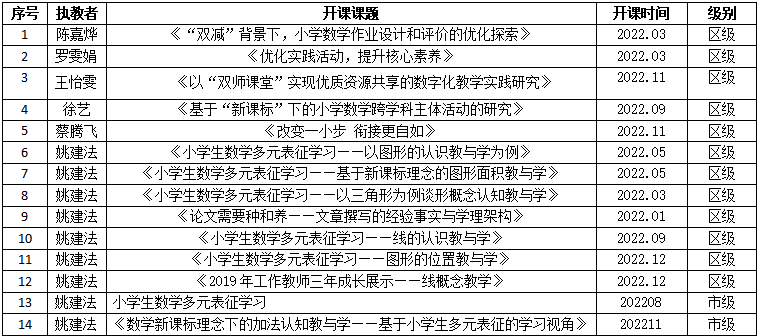 序号 执教者 开课课题 开课时间 级别
1 陈嘉烨 《“双减”背景下，小学数学作业设计和评价的优化探索》 2022.03 区级
2 罗雯娟 《优化实践活动，提升核心素养》 2022.03 区级
3 王怡雯 《以“双师课堂”实现优质资源共享的数字化教学实践研究》 2022.11 区级
4 徐艺 《基于“新课标”下的小学数学跨学科主体活动的研究》 2022.09 区级
5 蔡腾飞 《改变一小步 衔接更自如》 2022.11 区级
6 姚建法 《小学生数学多元表征学习——以图形的认识教与学为例》 2022.05 区级
7 姚建法 《小学生数学多元表征学习——基于新课标理念的图形面积教与学》 2022.05 区级
8 姚建法 《小学生数学多元表征学习——以三角形为例谈形概念认知教与学》 2022.03 区级
9 姚建法 《论文需要种和养——文章撰写的经验事实与学理架构》 2022.01 区级
10 姚建法 《小学生数学多元表征学习——线的认识教与学》 2022.09 区级
11 姚建法 《小学生数学多元表征学习——图形的位置教与学》 2022.12 区级
12 姚建法 《2019年工作教师三年成长展示——线概念教学》 2022.12 区级
13 姚建法 小学生数学多元表征学习 202208 市级
14 姚建法 《数学新课标理念下的加法认知教与学——基于小学生多元表征的学习视角》 202211 市级